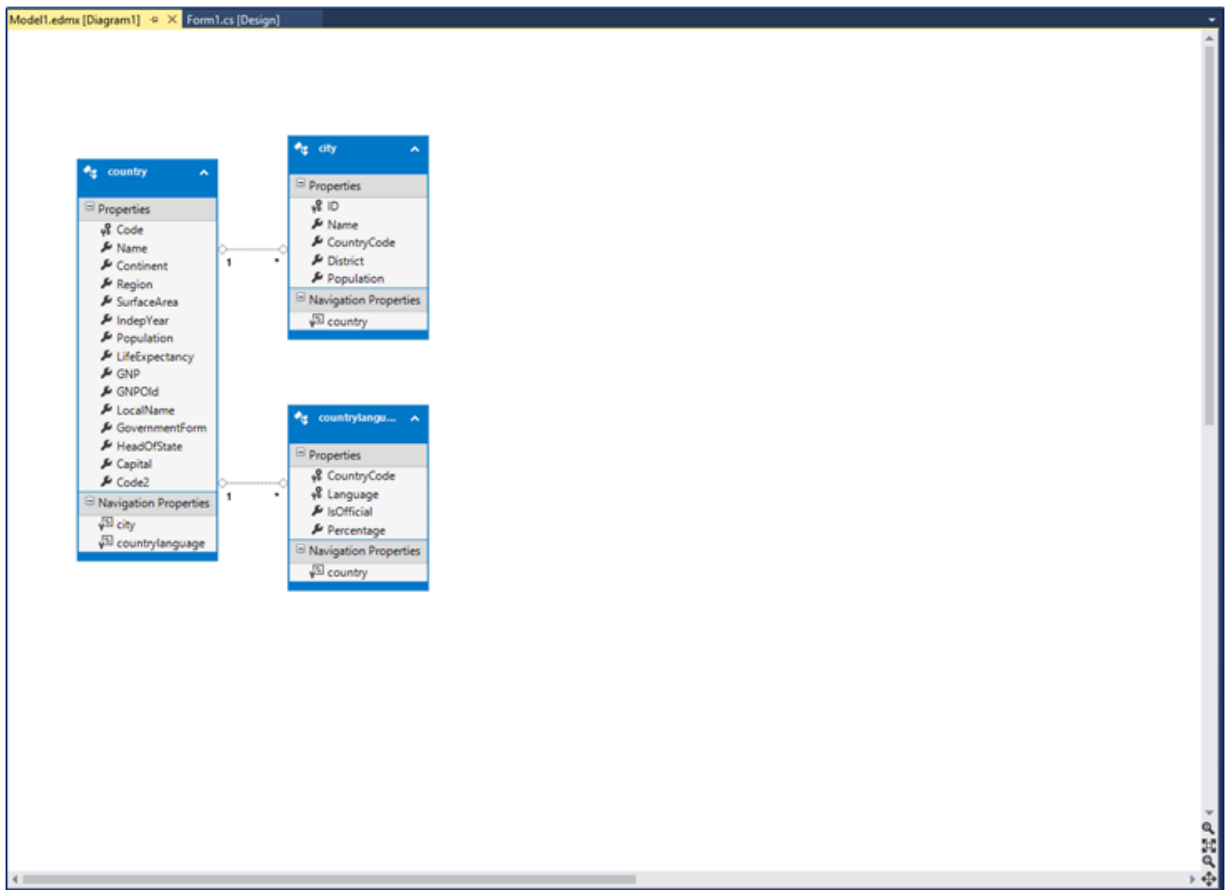 Model1.edmx [Diagram1]
Form1.cs [Design]
country
Properties
Code
Name
Continent
Region
SurfaceArea
IndepYear
Population
LifeExpectancy
GNP
GNPOld
LocalName
GovernmentForm
HeadOfState
Capital
Code2
Navigation Properties
city
countrylanguage
1
*
1
*
city
Properties
ID
Name
CountryCode
District
Population
Navigation Properties
country
countrylangu...
Properties
CountryCode
Language
IsOfficial
Percentage
Navigation Properties
country